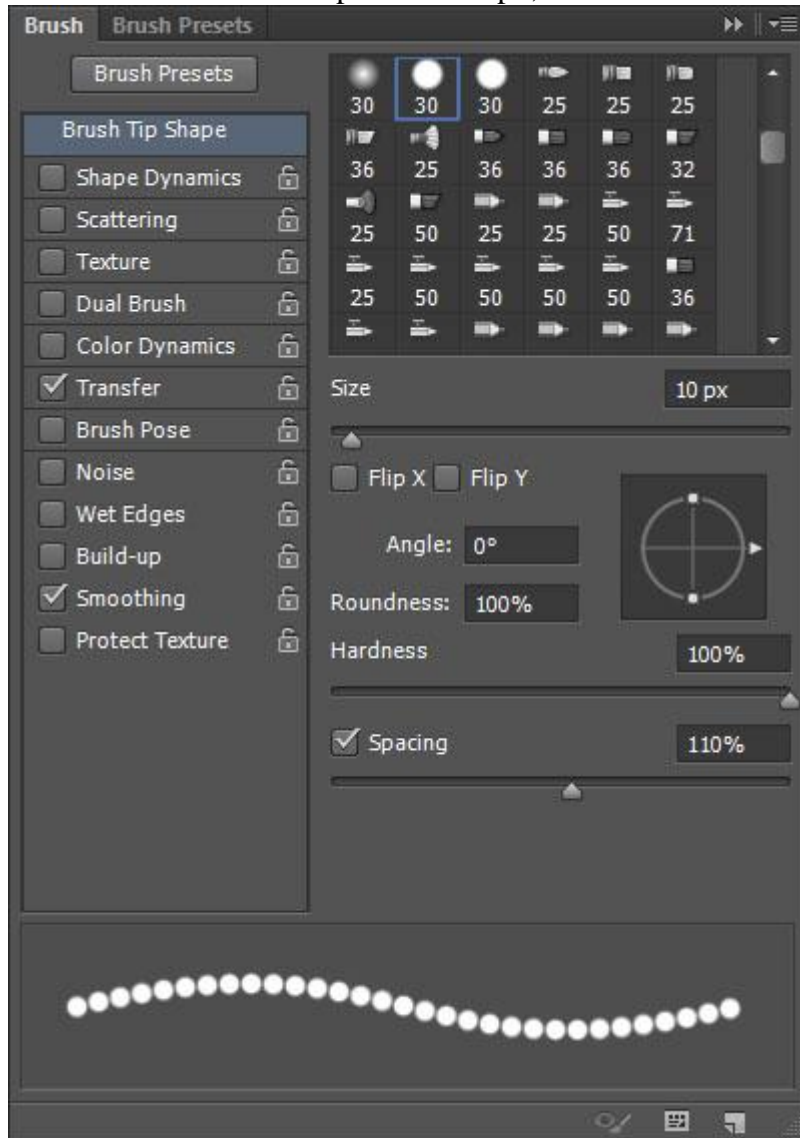 Brush Brush Presets
Brush Presets
Brush Tip Shape
Shape Dynamics
Scattering
Texture
Dual Brush
Color Dynamics
Transfer
Brush Pose
Noise
Wet Edges
Build-up
Smoothing
Protect Texture
30 30 30 25 25 25
36 25 36 36 36 32
25 50 25 25 50 71
25 50 50 50 50 36
Size 10 px
Flip X Flip Y
Angle: 0°
Roundness: 100%
Hardness 100%
Spacing 110%